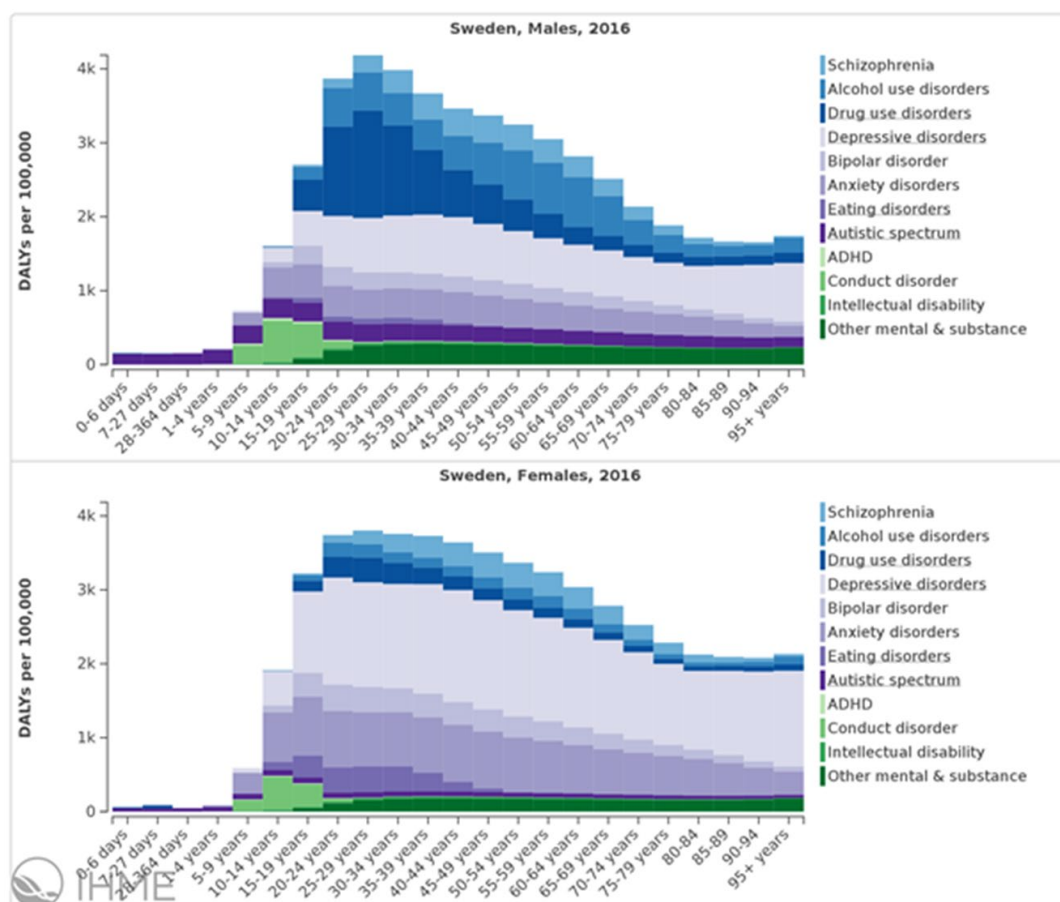 Sweden, Males, 2016
DALYs per 100,000
4k
3k
2k
1k
0
0-6 days
7-27 days
28-364 days
1-4 years
5-9 years
10-14 years
15-19 years
20-24 years
25-29 years
30-34 years
35-39 years
40-44 years
45-49 years
50-54 years
55-59 years
60-64 years
65-69 years
70-74 years
75-79 years
80-84
85-89
90-94
95+ years
Schizophrenia
Alcohol use disorders
Drug use disorders
Depressive disorders
Bipolar disorder
Anxiety disorders
Eating disorders
Autistic spectrum
ADHD
Conduct disorder
Intellectual disability
Other mental & substance
Sweden, Females, 2016
DALYs per 100,000
4k
3k
2k
1k
0
0-6 days
7-27 days
28-364 days
1-4 years
5-9 years
10-14 years
15-19 years
20-24 years
25-29 years
30-34 years
35-39 years
40-44 years
45-49 years
50-54 years
55-59 years
60-64 years
65-69 years
70-74 years
75-79 years
80-84
85-89
90-94
95+ years
Schizophrenia
Alcohol use disorders
Drug use disorders
Depressive disorders
Bipolar disorder
Anxiety disorders
Eating disorders
Autistic spectrum
ADHD
Conduct disorder
Intellectual disability
Other mental & substance
IHME